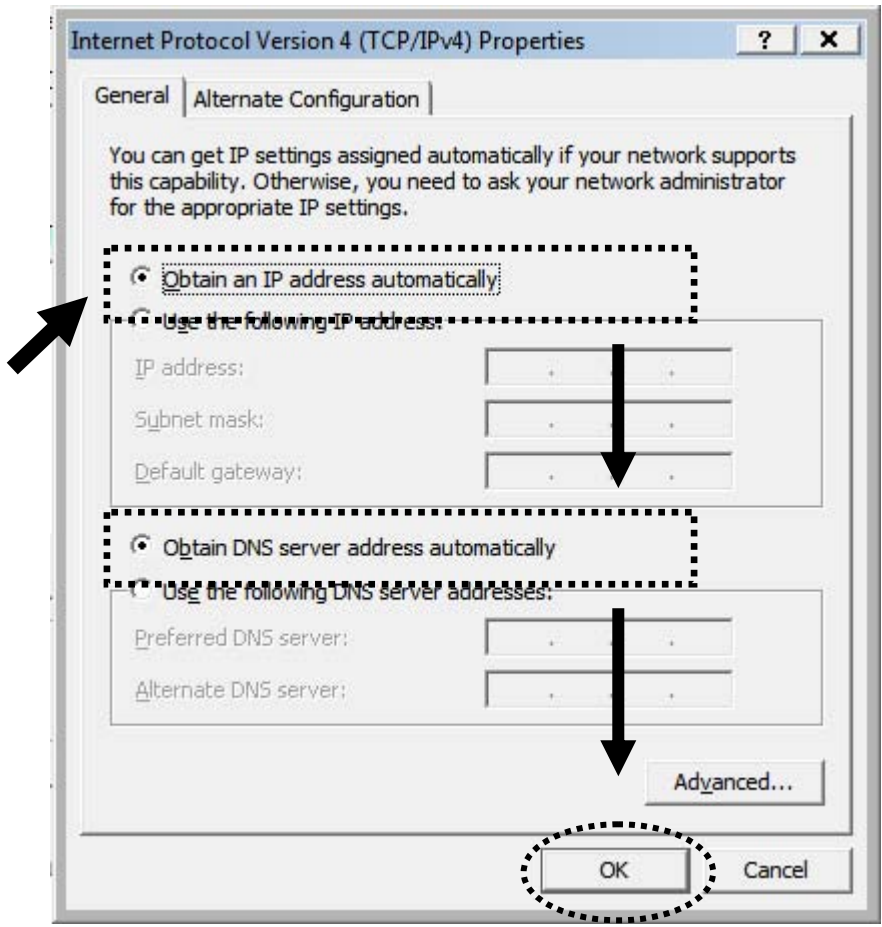 Internet Protocol Version 4 (TCP/IPv4) Properties
General
Alternate Configuration
You can get IP settings assigned automatically if your network supports
this capability. Otherwise, you need to ask your network administrator
for the appropriate IP settings.
Obtain an IP address automatically
Use the following IP address:
IP address:
Subnet mask:
Default gateway:
Obtain DNS server address automatically
Use the following DNS server addresses:
Preferred DNS server:
Alternate DNS server:
Advanced...
OK
Cancel